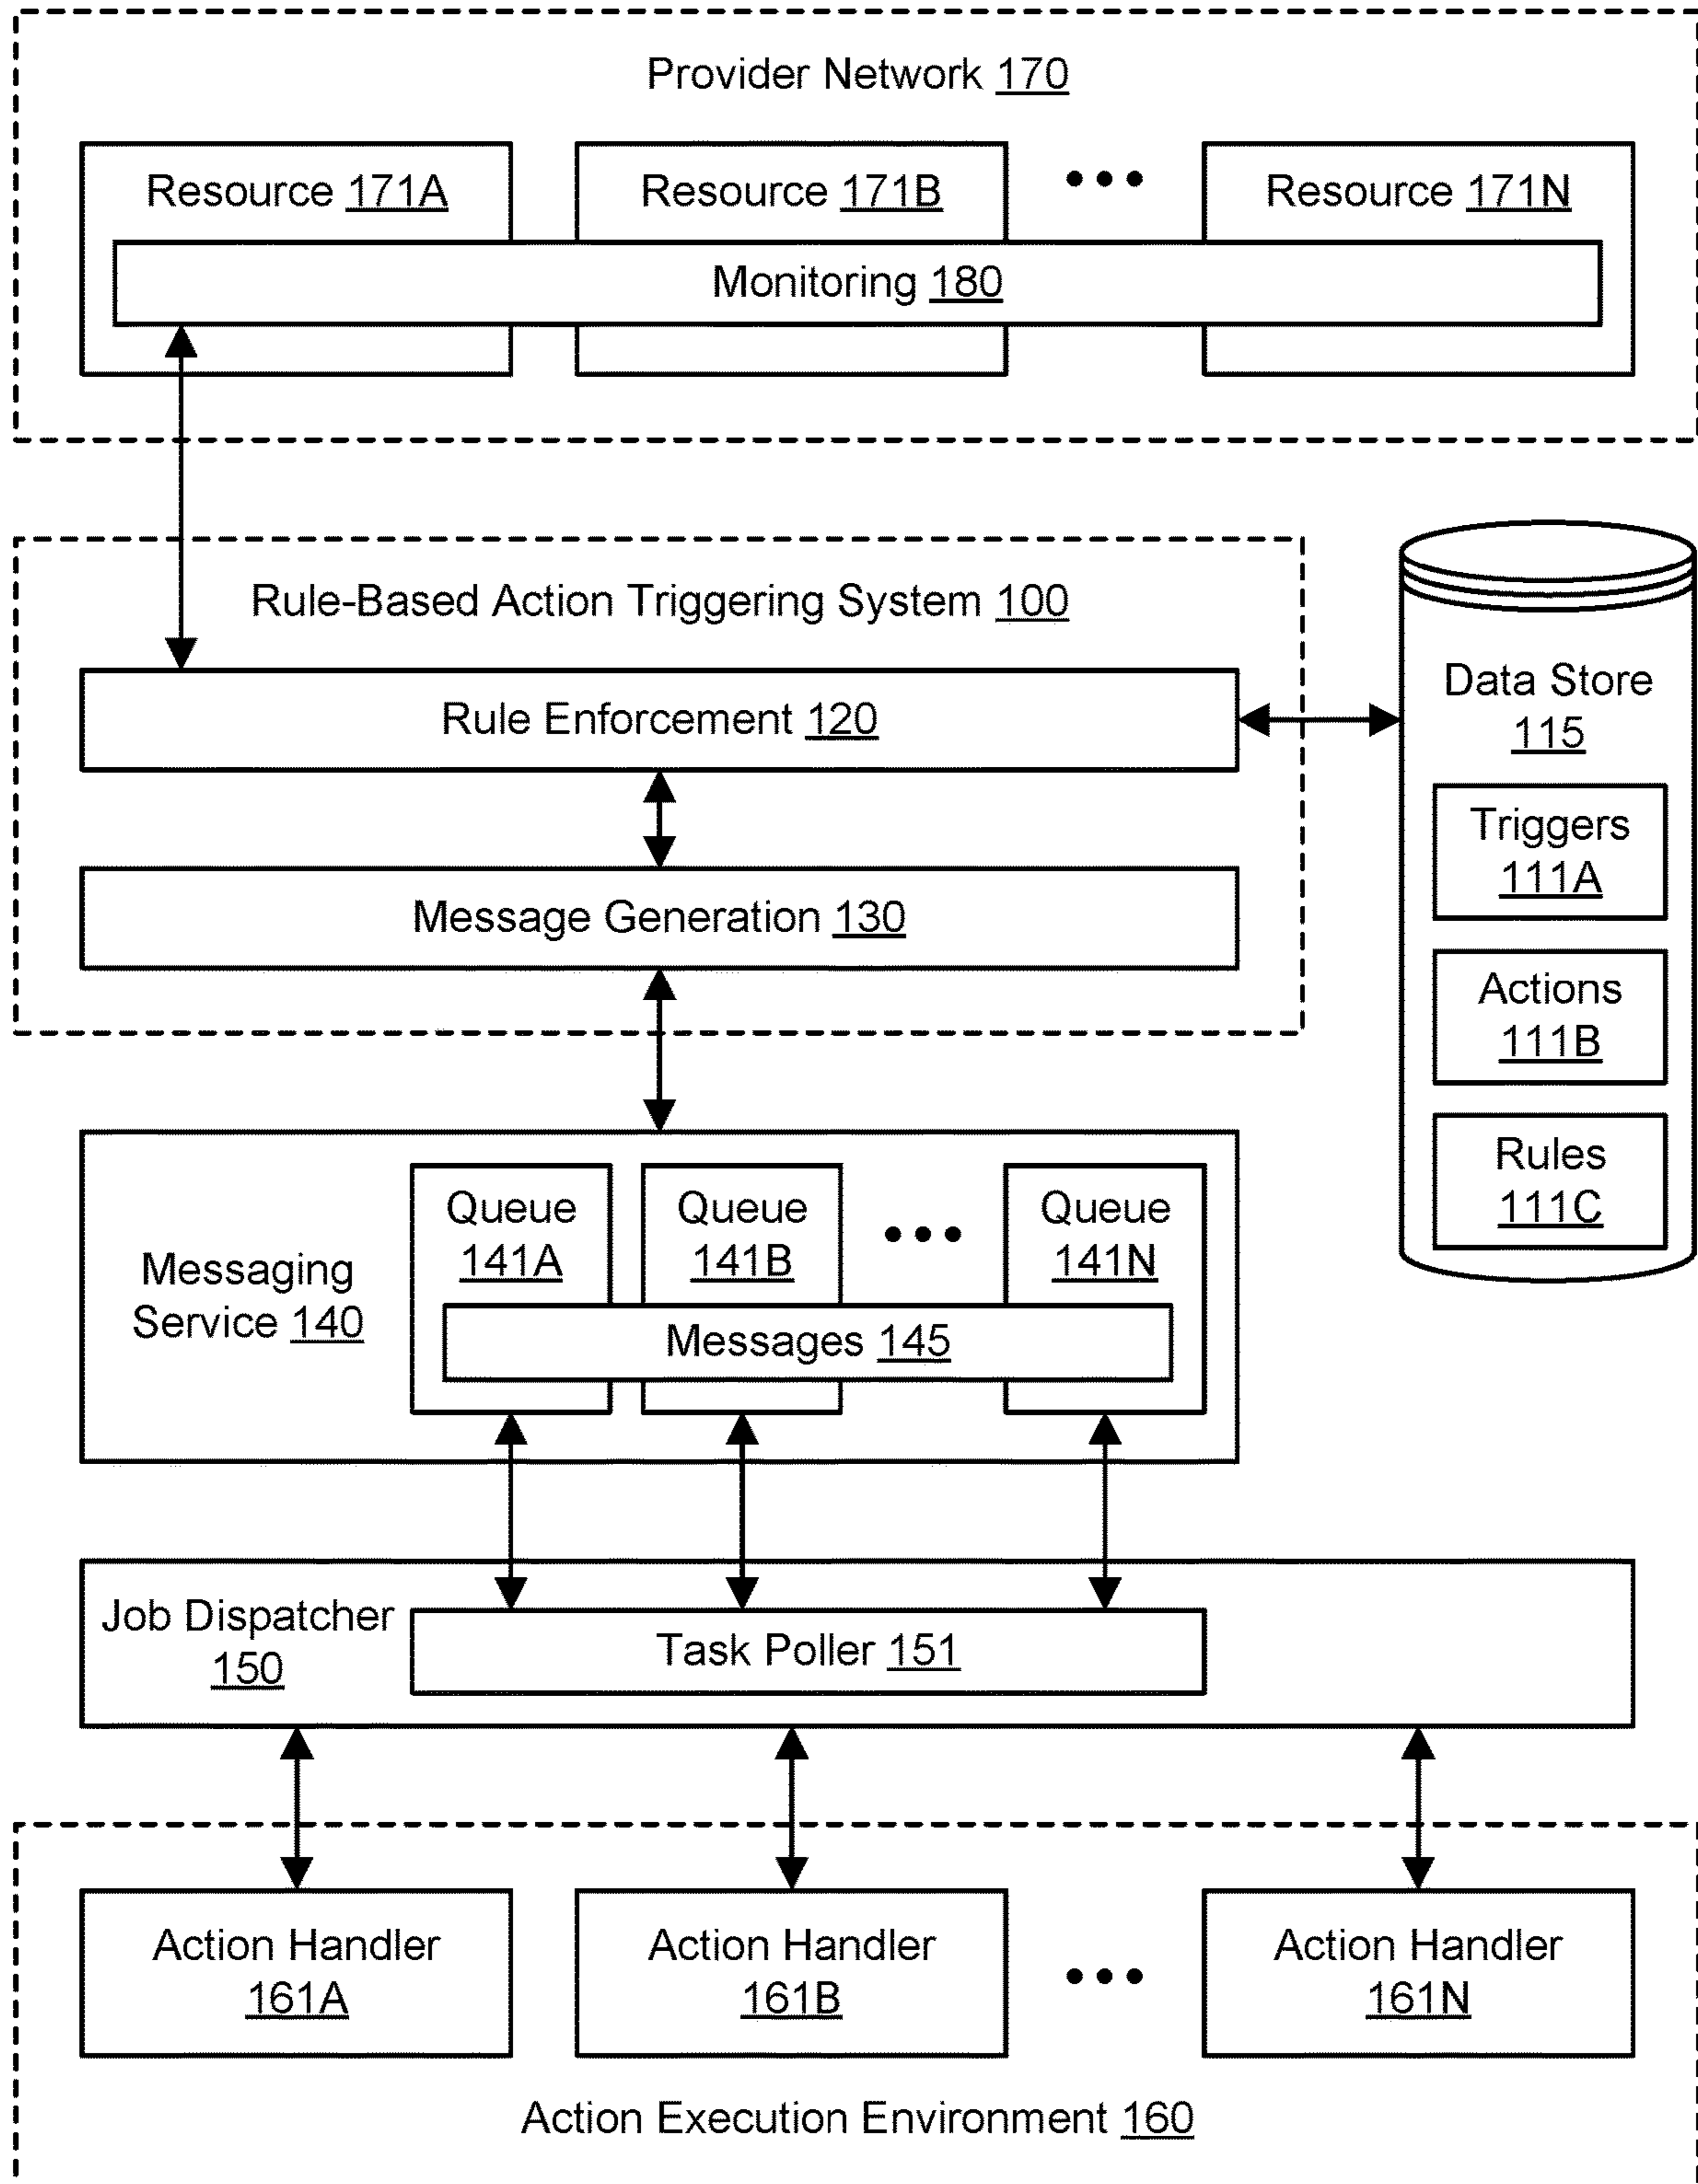 Provider Network 170
Resource 171A
Resource 171B
Resource 171N
Monitoring 180
Rule-Based Action Triggering System 100
Rule Enforcement 120
Message Generation 130
Data Store
115
Triggers
111A
Actions
111B
Rules
111C
Messaging
Service 140
Queue
141A
Queue
141B
Queue
141N
Messages 145
Job Dispatcher
150
Task Poller 151
Action Handler
161A
Action Handler
161B
Action Handler
161N
Action Execution Environment 160